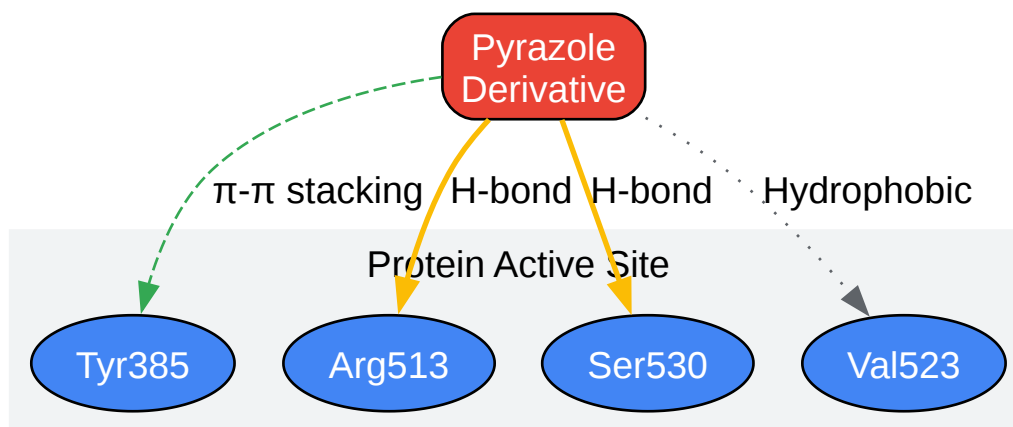 Pyrazole
Derivative
π-π stacking
H-bond
H-bond
Hydrophobic
Protein Active Site
Tyr385
Arg513
Ser530
Val523